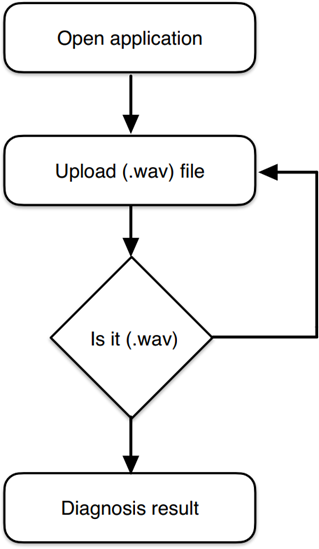 Open application
Upload (.wav) file
Is it (.wav)
Diagnosis result